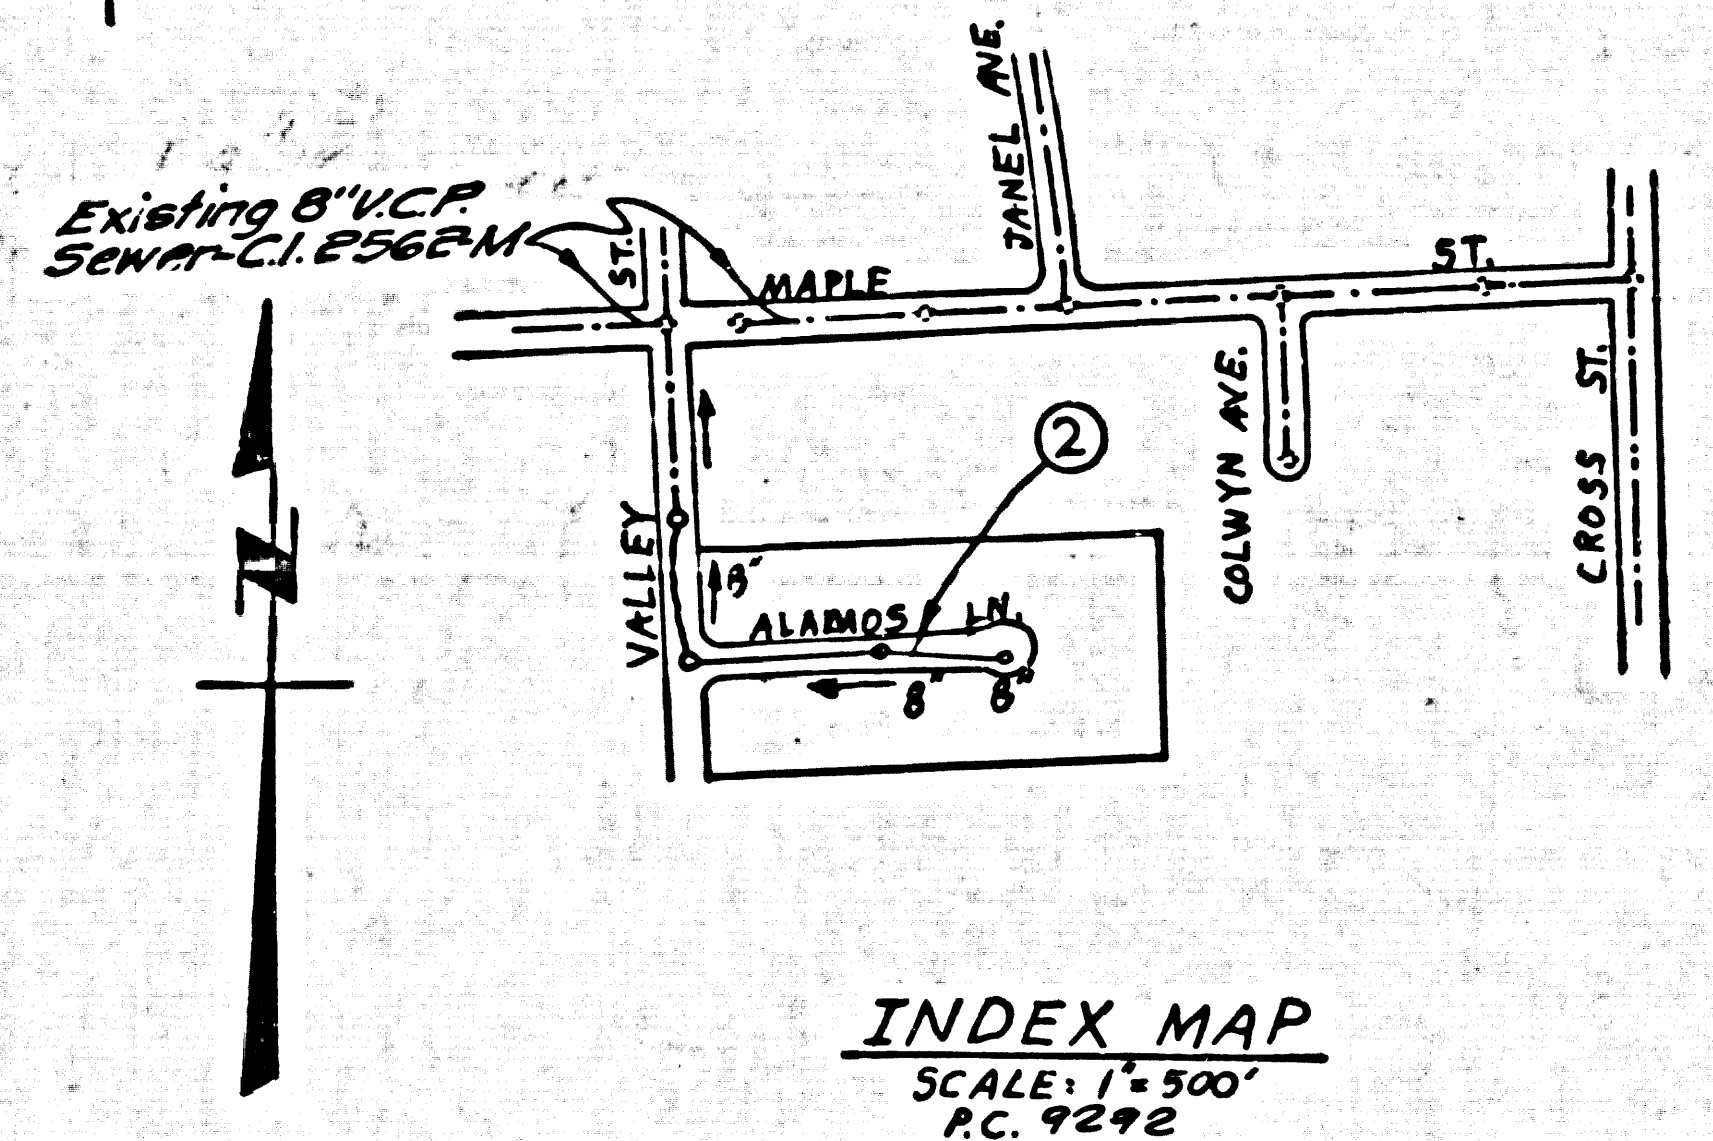 JANEL AVE.
Existing 8" V.C.P.
Sewer-C.I. 2562-M
ST.
MAPLE
ST.
COLWYN AVE.
CROSS ST.
2
VALLEY
8"
ALAMOS LN.
8"
8"
N
INDEX MAP
SCALE: 1"= 500'
P.C. 9292